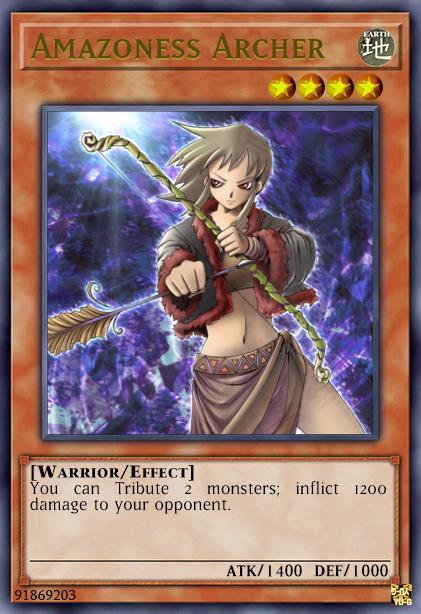 AMAZONESS ARCHER
EARTH
地
[WARRIOR/EFFECT]
You can Tribute 2 monsters; inflict 1200
damage to your opponent.
ATK/1400 DEF/1000
91869203